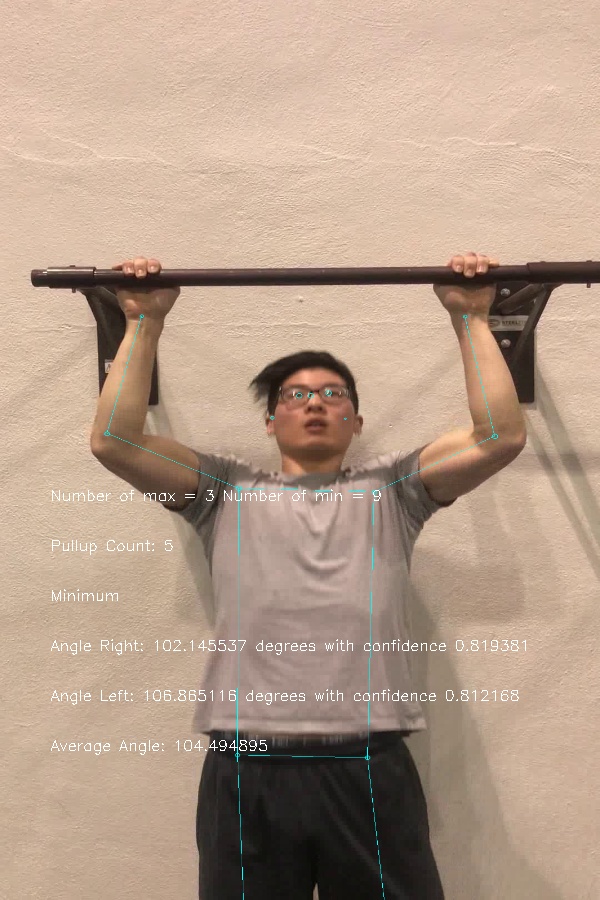 Number of max = 3 Number of min = 9
Pullup Count: 5
Minimum
Angle Right: 102.145537 degrees with confidence 0.819381
Angle Left: 106.865116 degrees with confidence 0.812168
Average Angle: 104.494895